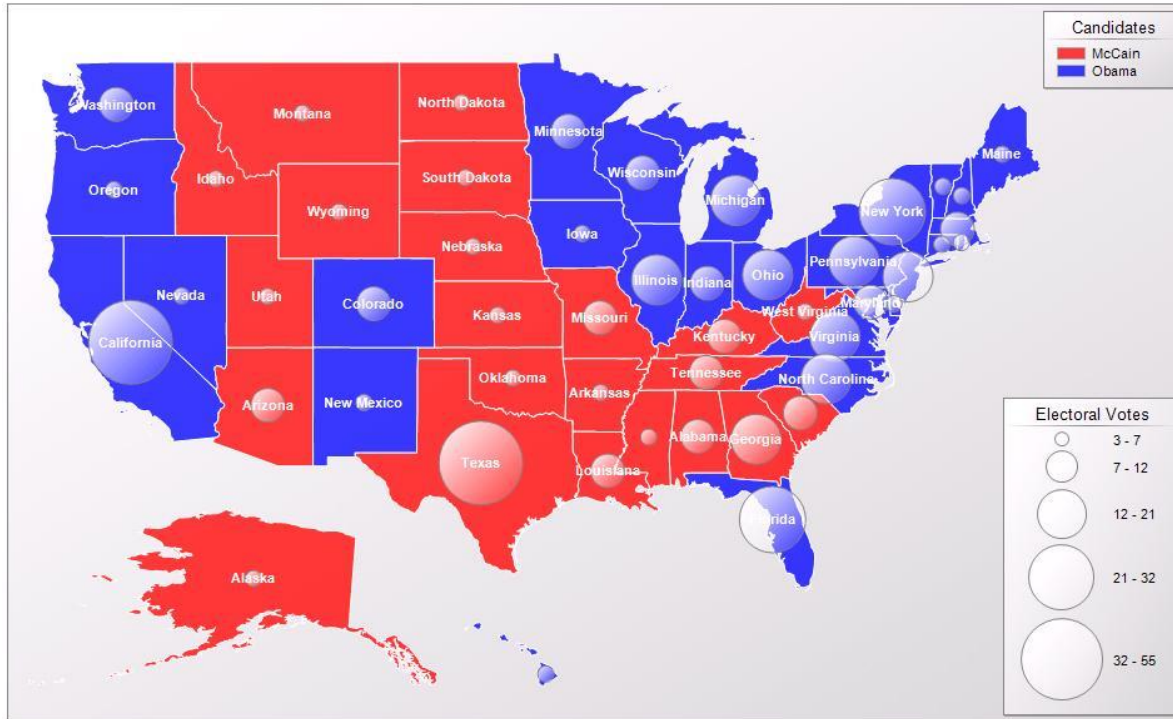 Candidates
McCain
Obama
Washington
Montana
North Dakota
Minnesota
Maine
Oregon
Idaho
South Dakota
Wisconsin
Michigan
New York
Wyoming
Nebraska
Iowa
Pennsylvania
Nevada
Utah
Colorado
Kansas
Missouri
Illinois
Indiana
Ohio
Maryland
West Virginia
Virginia
California
Kentucky
Arizona
New Mexico
Oklahoma
Arkansas
Tennessee
North Carolina
Texas
Louisiana
Alabama
Georgia
Florida
Alaska
Electoral Votes
3 - 7
7 - 12
12 - 21
21 - 32
32 - 55